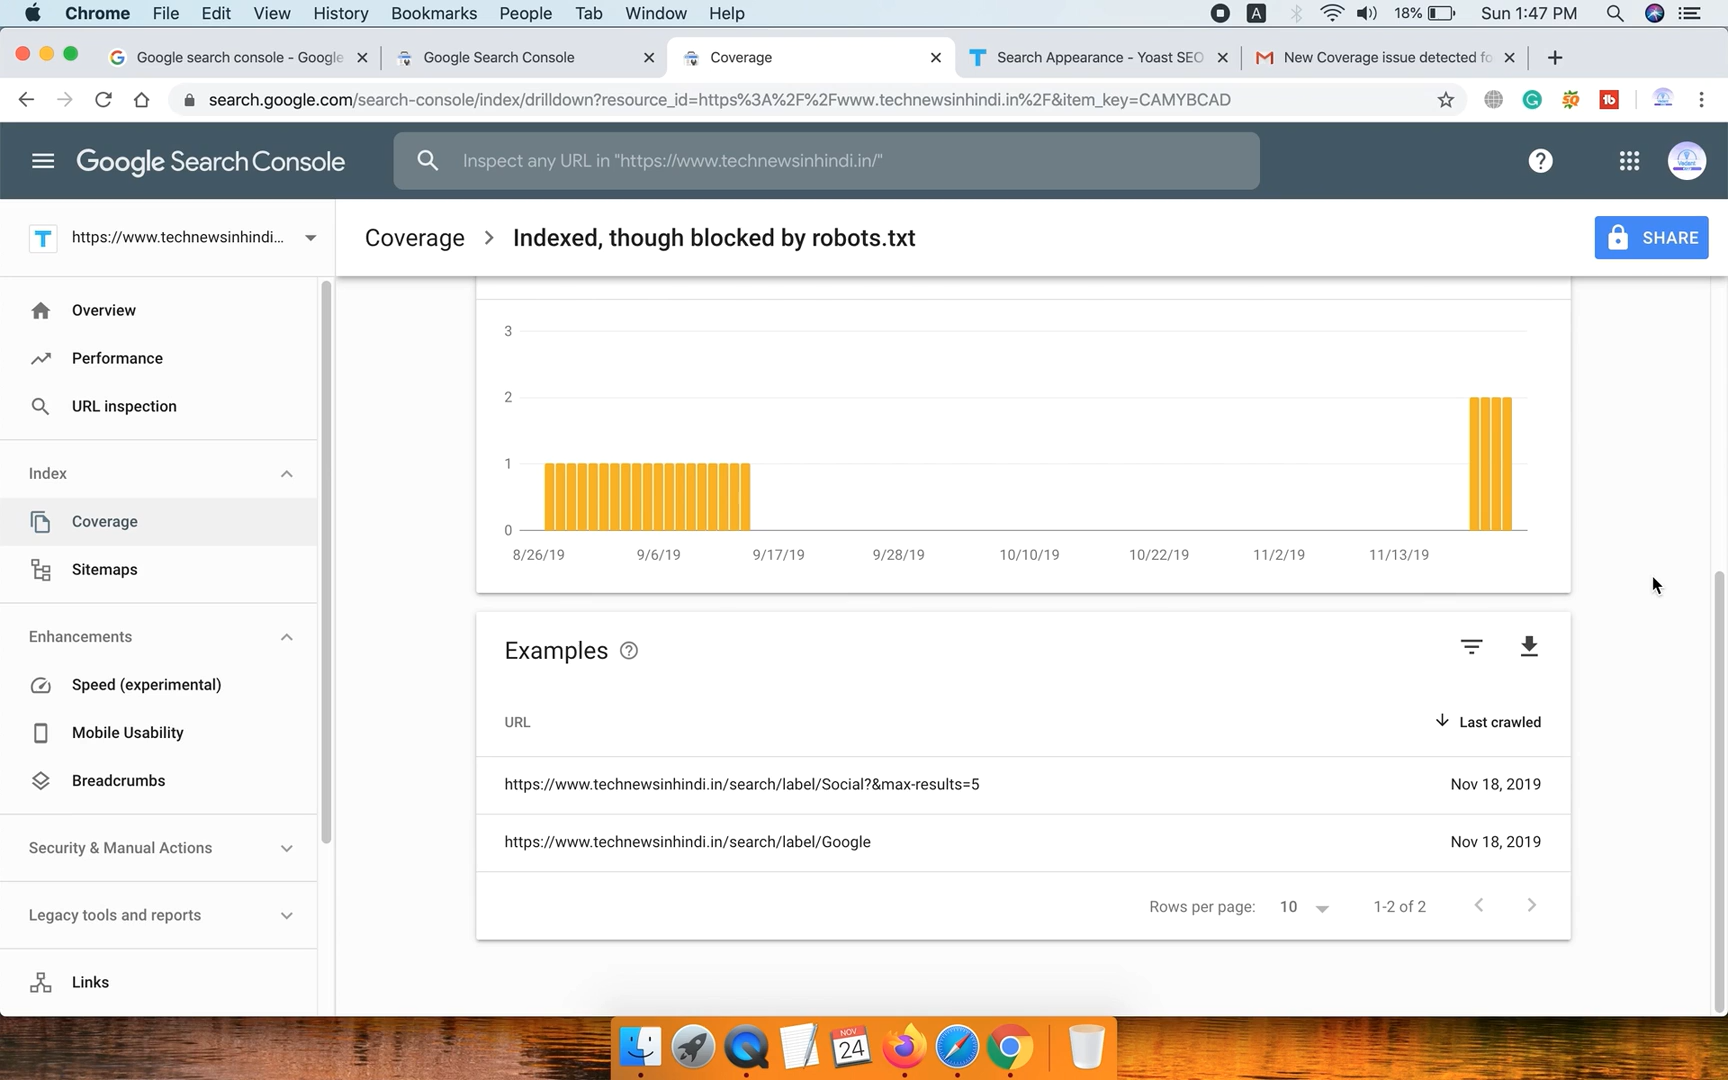 Chrome File Edit View History Bookmarks People Tab Window Help A 18% Sun 1:47 PM
Google search console - Google Google Search Console Coverage Search Appearance - Yoast SEO New Coverage issue detected fo
search.google.com/search-console/index/drilldown?resource_id=https%3A%2F%2Fwww.technewsinhindi.in%2F&item_key=CAMYBCAD
Google Search Console
Inspect any URL in "https://www.technewsinhindi.in/"
T https://www.technewsinhindi...
Coverage > Indexed, though blocked by robots.txt
SHARE
Overview
Performance
URL inspection
Index
Coverage
Sitemaps
Enhancements
Speed (experimental)
Mobile Usability
Breadcrumbs
Security & Manual Actions
Legacy tools and reports
Links
3
2
1
0
8/26/19 9/6/19 9/17/19 9/28/19 10/10/19 10/22/19 11/2/19 11/13/19
Examples
URL Last crawled
https://www.technewsinhindi.in/search/label/Social?&max-results=5 Nov 18, 2019
https://www.technewsinhindi.in/search/label/Google Nov 18, 2019
Rows per page: 10 1-2 of 2
NOV
24